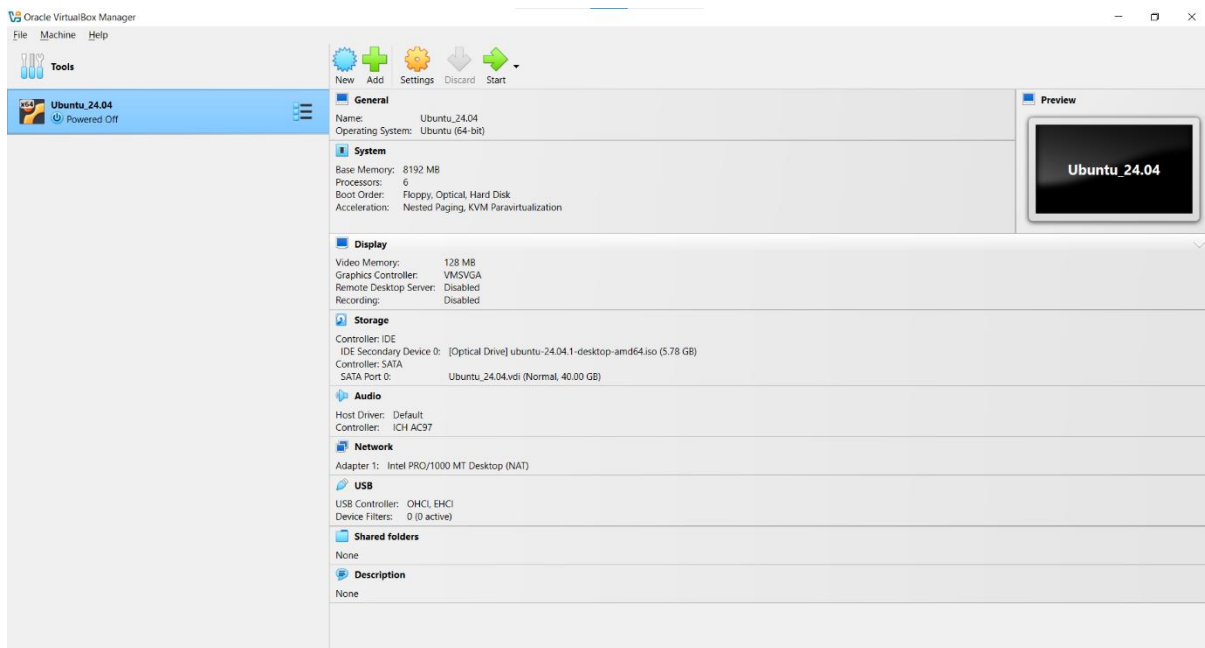 Oracle VirtualBox Manager
File Machine Help
Tools
New Add Settings Discard Start
x64
Ubuntu_24.04
Powered Off
General
Name: Ubuntu_24.04
Operating System: Ubuntu (64-bit)
Preview
Ubuntu_24.04
System
Base Memory: 8192 MB
Processors: 6
Boot Order: Floppy, Optical, Hard Disk
Acceleration: Nested Paging, KVM Paravirtualization
Display
Video Memory: 128 MB
Graphics Controller: VMSVGA
Remote Desktop Server: Disabled
Recording: Disabled
Storage
Controller: IDE
IDE Secondary Device 0: [Optical Drive] ubuntu-24.04.1-desktop-amd64.iso (5.78 GB)
Controller: SATA
SATA Port 0: Ubuntu_24.04.vdi (Normal, 40.00 GB)
Audio
Host Driver: Default
Controller: ICH AC97
Network
Adapter 1: Intel PRO/1000 MT Desktop (NAT)
USB
USB Controller: OHCI, EHCI
Device Filters: 0 (0 active)
Shared folders
None
Description
None